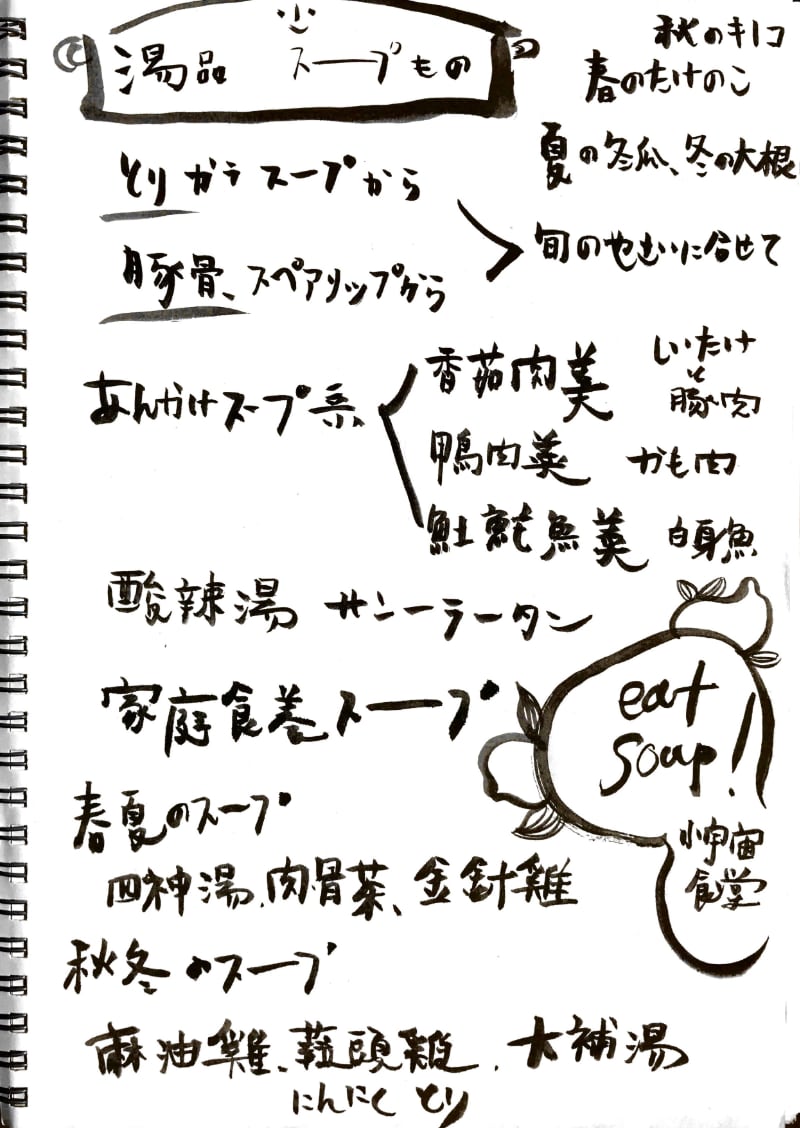 湯品 スープもの
秋のキノコ
春のたけのこ
夏の冬瓜、冬の大根
とりガラスープから
豚骨、スペアリップから
旬のやむいに合せて
あんかけスープ系
香茹肉羹 しいたけと豚肉
鴨肉羹 かも肉
魠魚羹 白身魚
酸辣湯 サンーラータン
家庭食巻スープ
eat
soup!
小宇宙
食堂
春夏のスープ
四神湯、肉骨茶、金針雞
秋冬のスープ
麻油雞、蒜頭雞、大補湯
にんにく とり